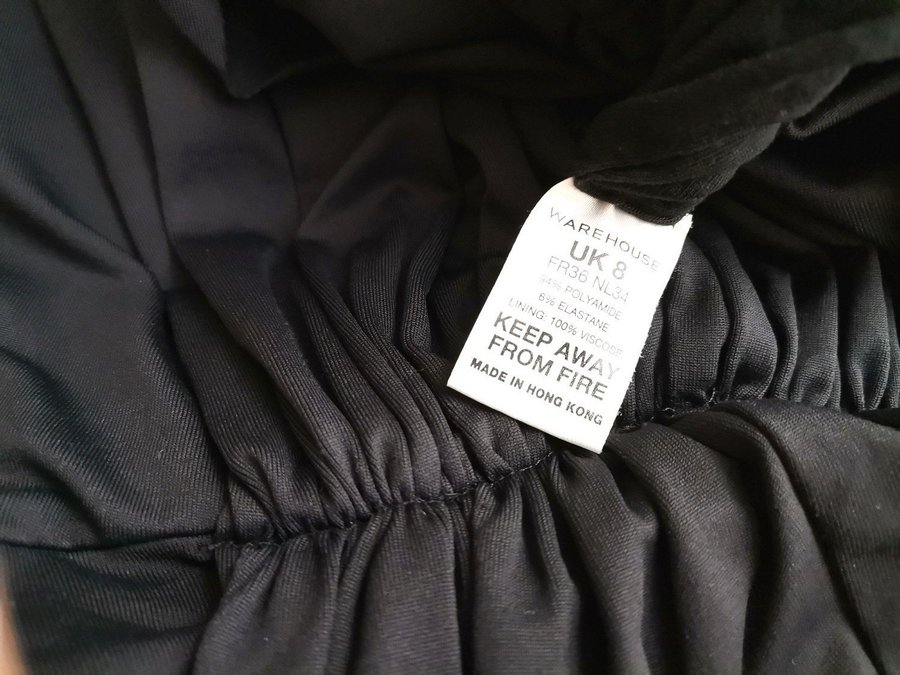 WAREHOUSE
UK 8
FR36 NL34
94% POLYAMIDE
6% ELASTANE
LINING: 100% VISCOSE
KEEP AWAY
FROM FIRE
MADE IN HONG KONG